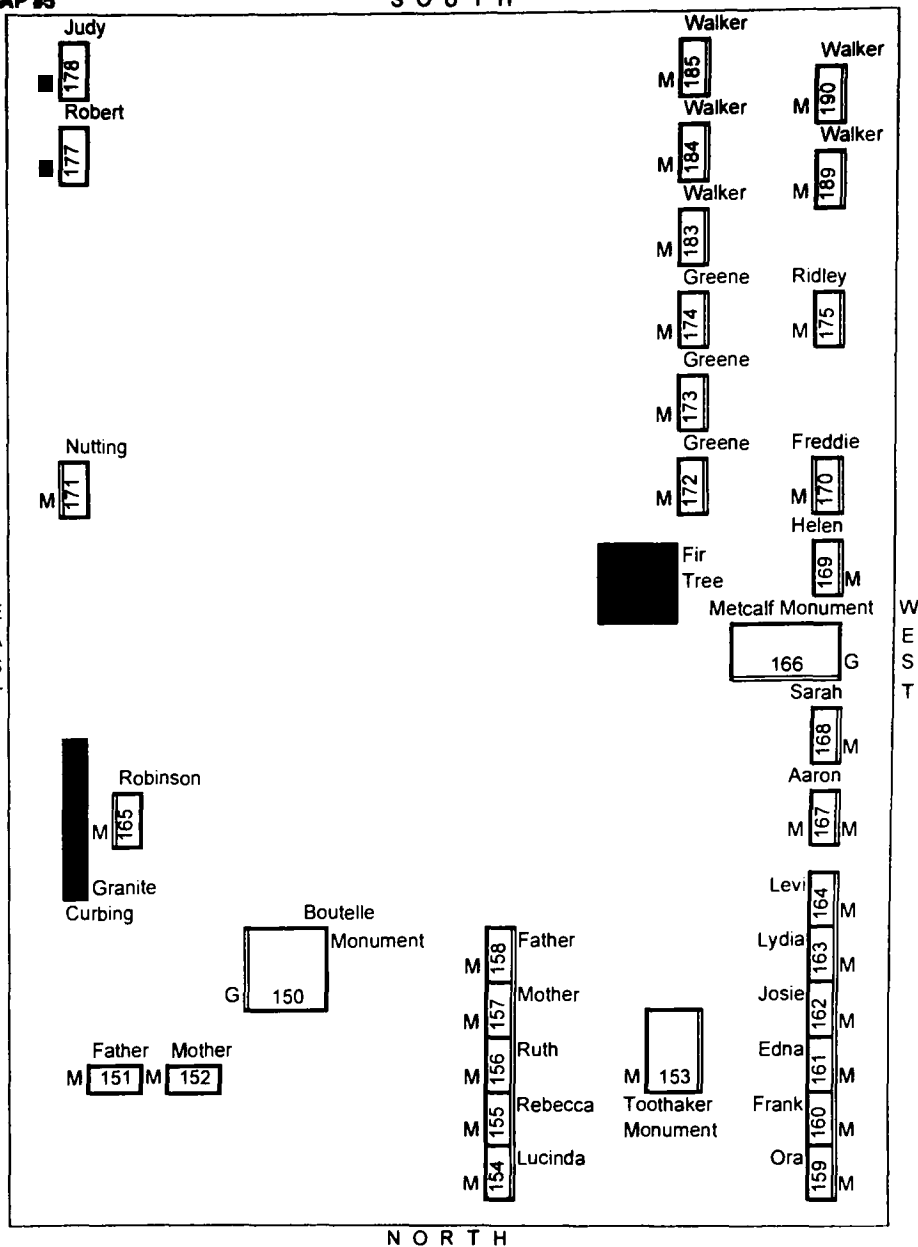 SOUTH
Judy
178
Robert
177
Walker
M 185
Walker
M 190
Walker
M 184
Walker
M 189
Walker
M 183
Greene
M 174
Ridley
M 175
Greene
M 173
Greene
M 172
Freddie
M 170
Nutting
M 171
Helen
169 M
Fir
Tree
Metcalf Monument
166 G
WEST
Sarah
168 M
Aaron
M 167 M
Robinson
M 165
Granite
Curbing
Boutelle
Monument
G 150
Father
M 151
Mother
M 152
Father
M 158
Mother
M 157
Ruth
M 156
Rebecca
M 155
Lucinda
M 154
M 153
Toothaker
Monument
Levi
164 M
Lydia
163 M
Josie
162 M
Edna
161 M
Frank
160 M
Ora
159 M
NORTH